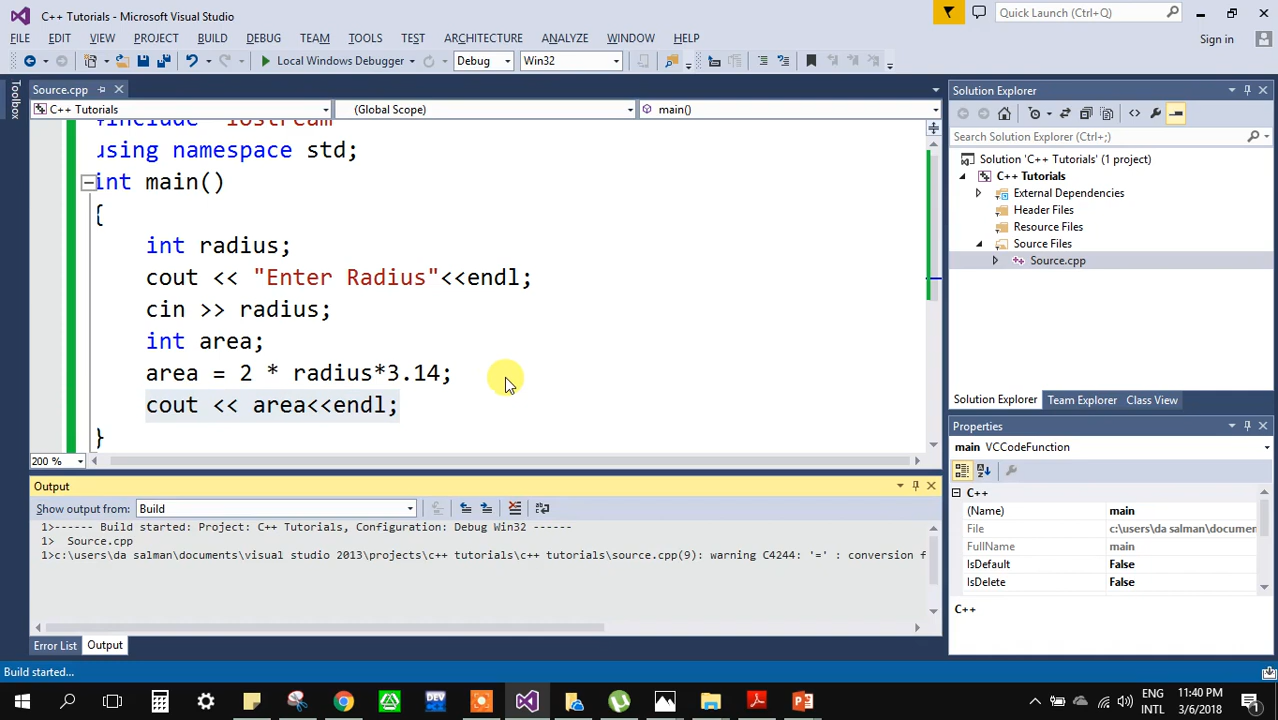 C++ Tutorials - Microsoft Visual Studio
Quick Launch (Ctrl+Q)
FILE EDIT VIEW PROJECT BUILD DEBUG TEAM TOOLS TEST ARCHITECTURE ANALYZE WINDOW HELP
Sign in
Local Windows Debugger Debug Win32
Toolbox
Source.cpp
C++ Tutorials (Global Scope) main()
#include "iostream"
using namespace std;
int main()
{
int radius;
cout << "Enter Radius"<<endl;
cin >> radius;
int area;
area = 2 * radius*3.14;
cout << area<<endl;
}
200 %
Solution Explorer
Search Solution Explorer (Ctrl+;)
Solution 'C++ Tutorials' (1 project)
C++ Tutorials
External Dependencies
Header Files
Resource Files
Source Files
Source.cpp
Solution Explorer Team Explorer Class View
Properties
main VCCodeFunction
C++
(Name) main
File c:\users\da salman\documen
FullName main
IsDefault False
IsDelete False
C++
Output
Show output from: Build
1>------ Build started: Project: C++ Tutorials, Configuration: Debug Win32 ------
1> Source.cpp
1>c:\users\da salman\documents\visual studio 2013\projects\c++ tutorials\c++ tutorials\source.cpp(9): warning C4244: '=' : conversion f
Error List Output
Build started...
DEV
ENG
INTL
11:40 PM
3/6/2018